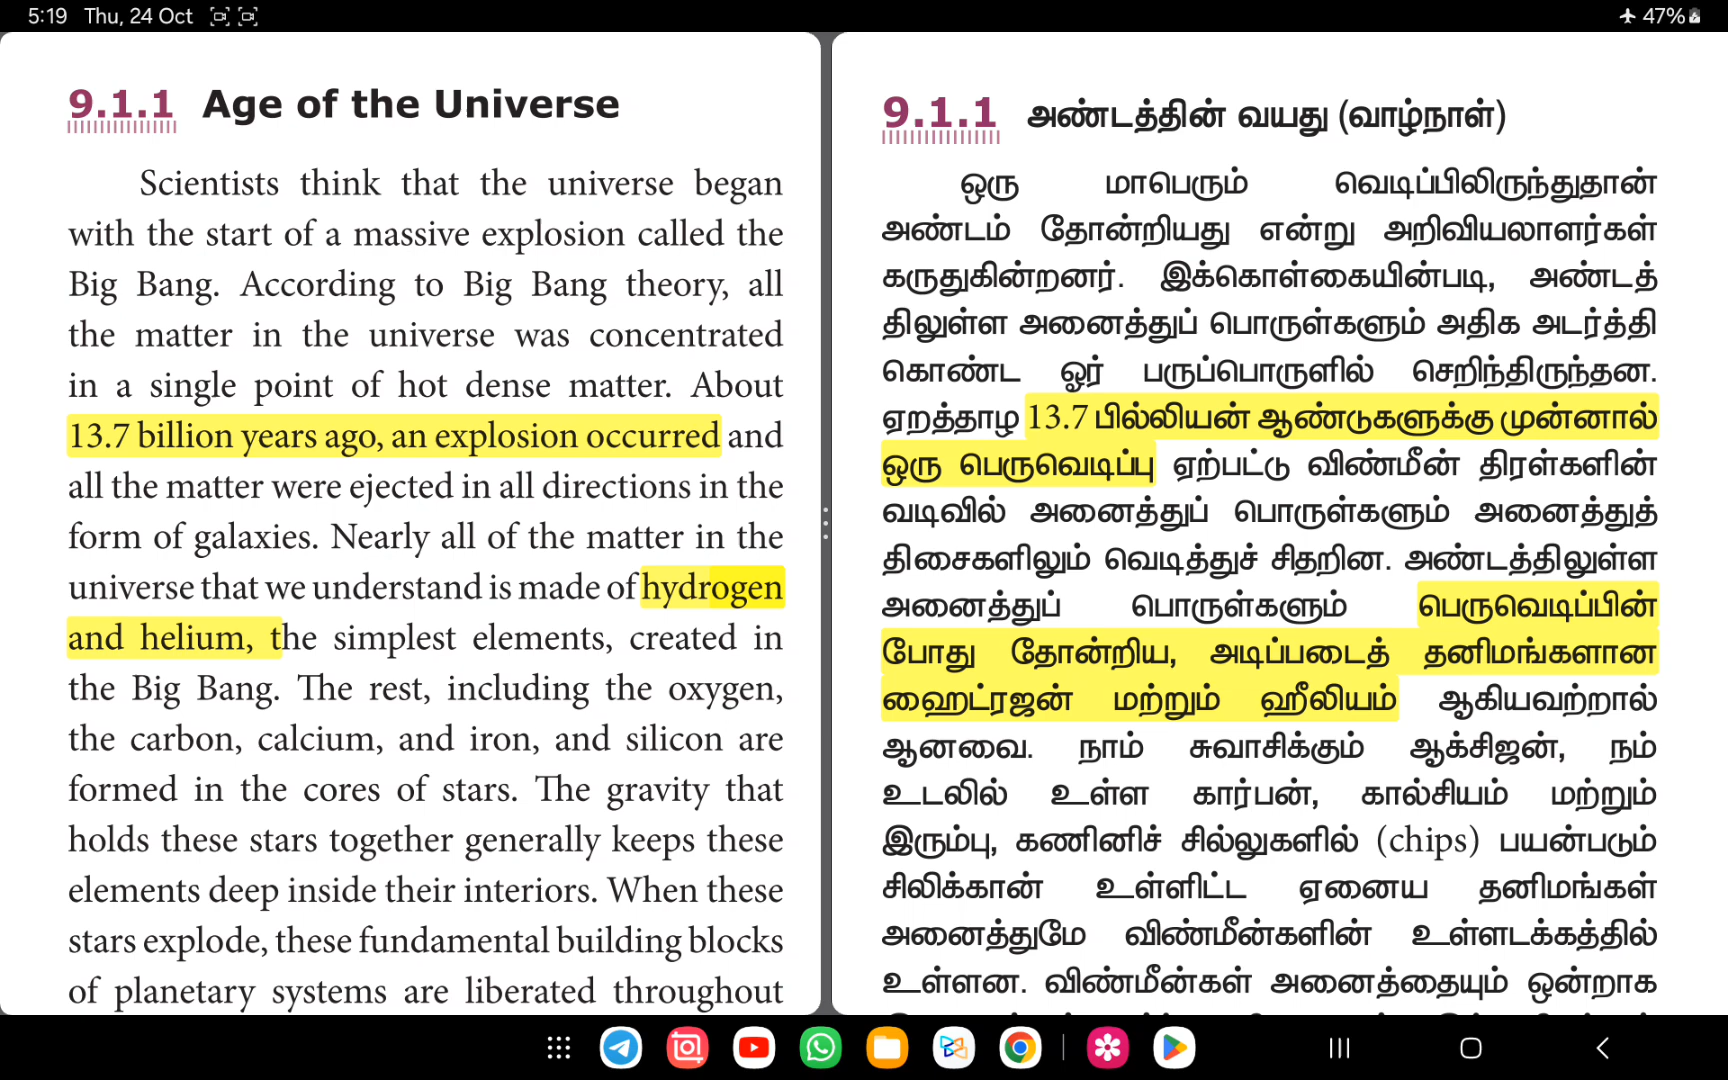 5:19 Thu, 24 Oct
47%
9.1.1 Age of the Universe
Scientists think that the universe began
with the start of a massive explosion called the
Big Bang. According to Big Bang theory, all
the matter in the universe was concentrated
in a single point of hot dense matter. About
13.7 billion years ago, an explosion occurred and
all the matter were ejected in all directions in the
form of galaxies. Nearly all of the matter in the
universe that we understand is made of hydrogen
and helium, the simplest elements, created in
the Big Bang. The rest, including the oxygen,
the carbon, calcium, and iron, and silicon are
formed in the cores of stars. The gravity that
holds these stars together generally keeps these
elements deep inside their interiors. When these
stars explode, these fundamental building blocks
of planetary systems are liberated throughout
9.1.1 அண்டத்தின் வயது (வாழ்நாள்)
ஒரு மாபெரும் வெடிப்பிலிருந்துதான்
அண்டம் தோன்றியது என்று அறிவியலாளர்கள்
கருதுகின்றனர். இக்கொள்கையின்படி, அண்டத்
திலுள்ள அனைத்துப் பொருள்களும் அதிக அடர்த்தி
கொண்ட ஓர் பருப்பொருளில் செறிந்திருந்தன.
ஏறத்தாழ 13.7 பில்லியன் ஆண்டுகளுக்கு முன்னால்
ஒரு பெருவெடிப்பு ஏற்பட்டு விண்மீன் திரள்களின்
வடிவில் அனைத்துப் பொருள்களும் அனைத்துத்
திசைகளிலும் வெடித்துச் சிதறின. அண்டத்திலுள்ள
அனைத்துப் பொருள்களும் பெருவெடிப்பின்
போது தோன்றிய, அடிப்படைத் தனிமங்களான
ஹைட்ரஜன் மற்றும் ஹீலியம் ஆகியவற்றால்
ஆனவை. நாம் சுவாசிக்கும் ஆக்சிஜன், நம்
உடலில் உள்ள கார்பன், கால்சியம் மற்றும்
இரும்பு, கணினிச் சில்லுகளில் (chips) பயன்படும்
சிலிக்கான் உள்ளிட்ட ஏனைய தனிமங்கள்
அனைத்துமே விண்மீன்களின் உள்ளடக்கத்தில்
உள்ளன. விண்மீன்கள் அனைத்தையும் ஒன்றாக